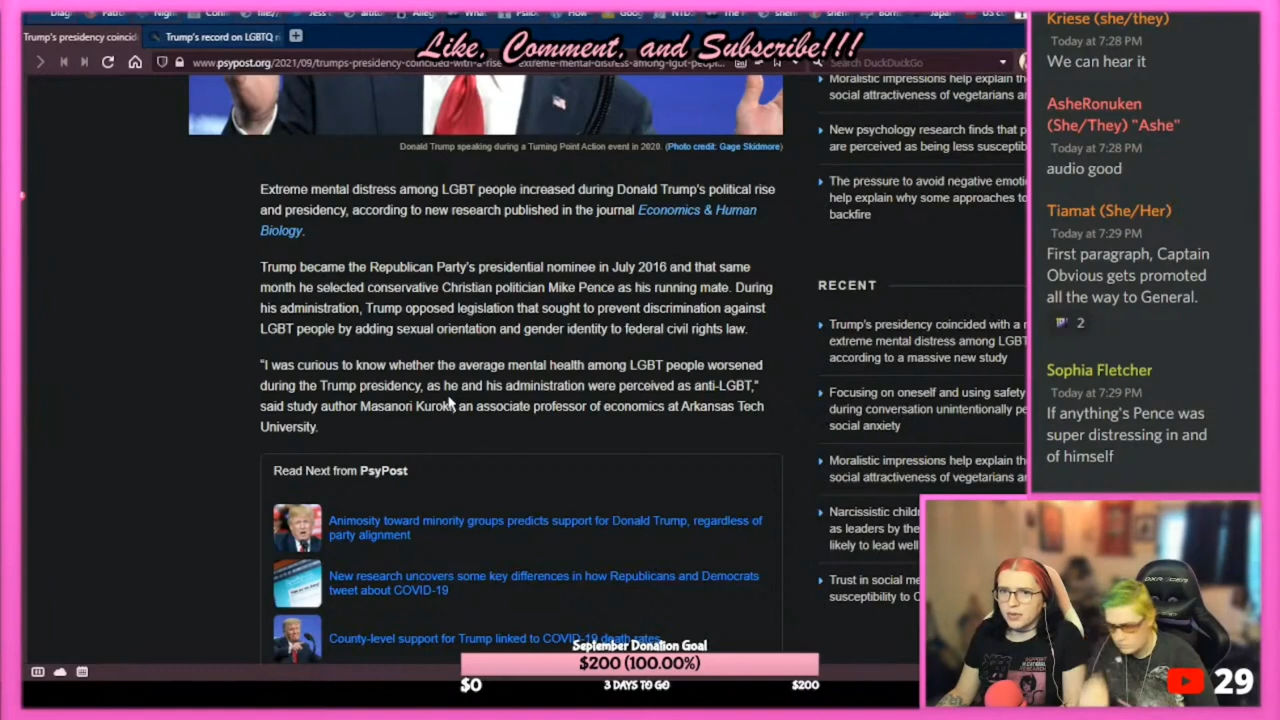 Trump's presidency coincid
Trump's record on LGBTQ ri
Like, Comment, and Subscribe!!!
www.psypost.org/2021/09/trumps-presidency-coincided-with-a-rise
extreme-mental-distress-among-lgbt-peopl...
Search DuckDuckGo
Donald Trump speaking during a Turning Point Action event in 2020. (Photo credit: Gage Skidmore)
Extreme mental distress among LGBT people increased during Donald Trump's political rise
and presidency, according to new research published in the journal Economics & Human
Biology.
Trump became the Republican Party's presidential nominee in July 2016 and that same
month he selected conservative Christian politician Mike Pence as his running mate. During
his administration, Trump opposed legislation that sought to prevent discrimination against
LGBT people by adding sexual orientation and gender identity to federal civil rights law.
"I was curious to know whether the average mental health among LGBT people worsened
during the Trump presidency, as he and his administration were perceived as anti-LGBT,"
said study author Masanori Kuroki, an associate professor of economics at Arkansas Tech
University.
Read Next from PsyPost
Animosity toward minority groups predicts support for Donald Trump, regardless of
party alignment
New research uncovers some key differences in how Republicans and Democrats
tweet about COVID-19
County-level support for Trump linked to COVID-19 death rates
Moralistic impressions help explain the
social attractiveness of vegetarians an
New psychology research finds that p
are perceived as being less susceptib
The pressure to avoid negative emoti
help explain why some approaches to
backfire
RECENT
Trump's presidency coincided with a r
extreme mental distress among LGBT
according to a massive new study
Focusing on oneself and using safety
during conversation unintentionally pe
social anxiety
Moralistic impressions help explain th
social attractiveness of vegetarians an
Narcissistic childr
as leaders by the
likely to lead well
Trust in social me
susceptibility to C
September Donation Goal
$200 (100.00%)
$0
3 DAYS TO GO
$200
Kriese (she/they)
Today at 7:28 PM
We can hear it
AsheRonuken
(She/They) "Ashe"
Today at 7:28 PM
audio good
Tiamat (She/Her)
Today at 7:29 PM
First paragraph, Captain
Obvious gets promoted
all the way to General.
2
Sophia Fletcher
Today at 7:29 PM
If anything's Pence was
super distressing in and
of himself
DXRACER
29